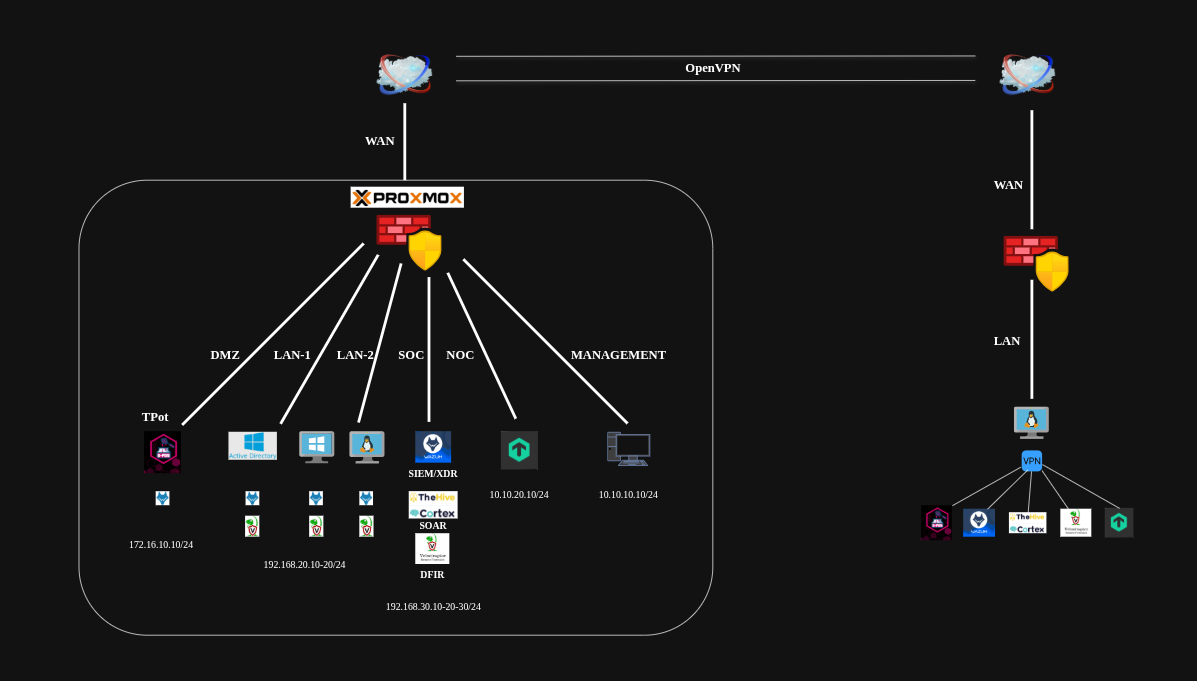 OpenVPN
WAN
PROXMOX
WAN
DMZ
LAN-1
LAN-2
SOC
NOC
MANAGEMENT
LAN
TPot
Active Directory
WAZUH
SIEM/XDR
10.10.20.10/24
10.10.10.10/24
VPN
TheHive
Cortex
SOAR
TheHive
Cortex
172.16.10.10/24
192.168.20.10-20/24
DFIR
192.168.30.10-20-30/24